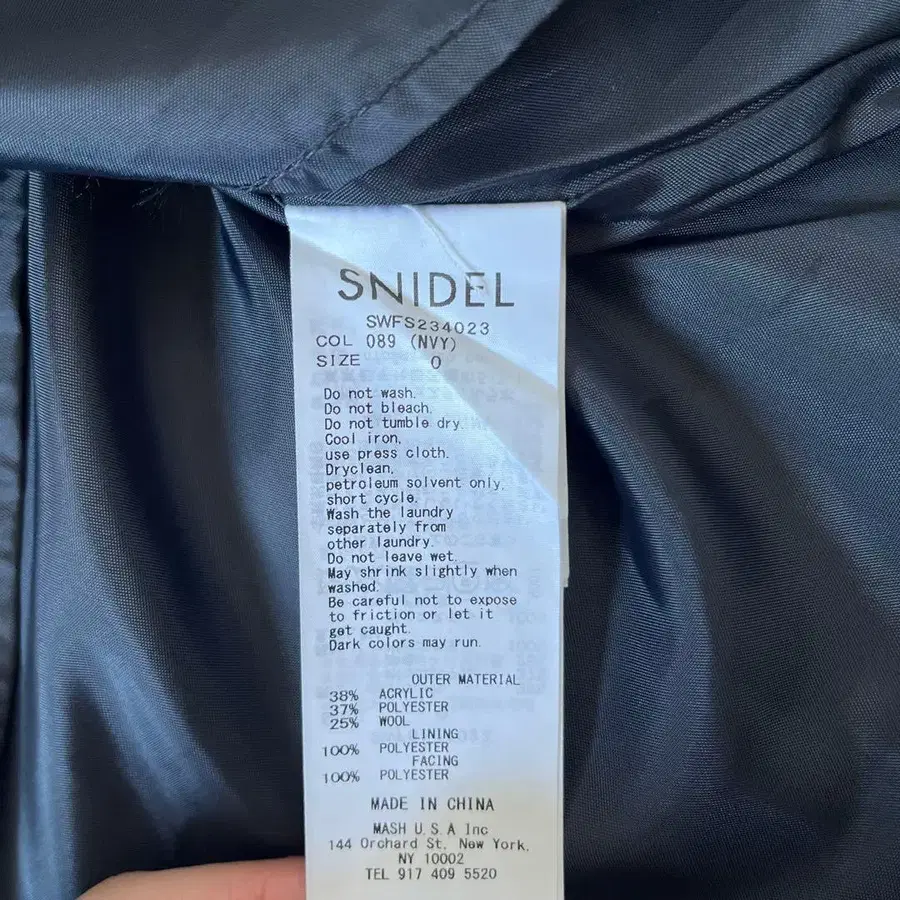 SNIDEL
SWFS234023
COL 089 (NVY)
SIZE 0
Do not wash.
Do not bleach.
Do not tumble dry.
Cool iron,
use press cloth.
Dryclean,
petroleum solvent only,
short cycle.
Wash the laundry
separately from
other laundry.
Do not leave wet.
May shrink slightly when
washed.
Be careful not to expose
to friction or let it
get caught.
Dark colors may run.
OUTER MATERIAL
38% ACRYLIC
37% POLYESTER
25% WOOL
LINING
100% POLYESTER
FACING
100% POLYESTER
MADE IN CHINA
MASH U.S.A Inc
144 Orchard St, New York,
NY 10002
TEL 917 409 5520